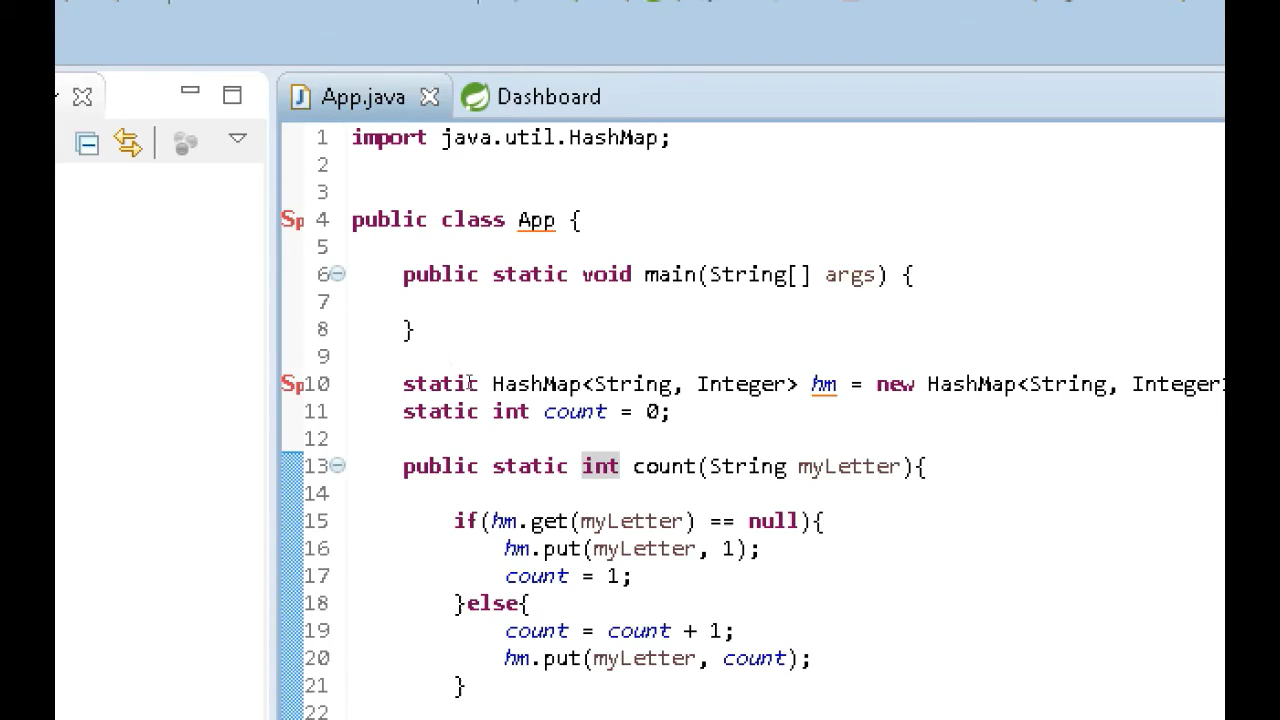 App.java Dashboard
1 import java.util.HashMap;
2
3
Sp 4 public class App {
5
6 public static void main(String[] args) {
7
8 }
9
Sp 10 static HashMap<String, Integer> hm = new HashMap<String, Integer
11 static int count = 0;
12
13 public static int count(String myLetter){
14
15 if(hm.get(myLetter) == null){
16 hm.put(myLetter, 1);
17 count = 1;
18 }else{
19 count = count + 1;
20 hm.put(myLetter, count);
21 }
22